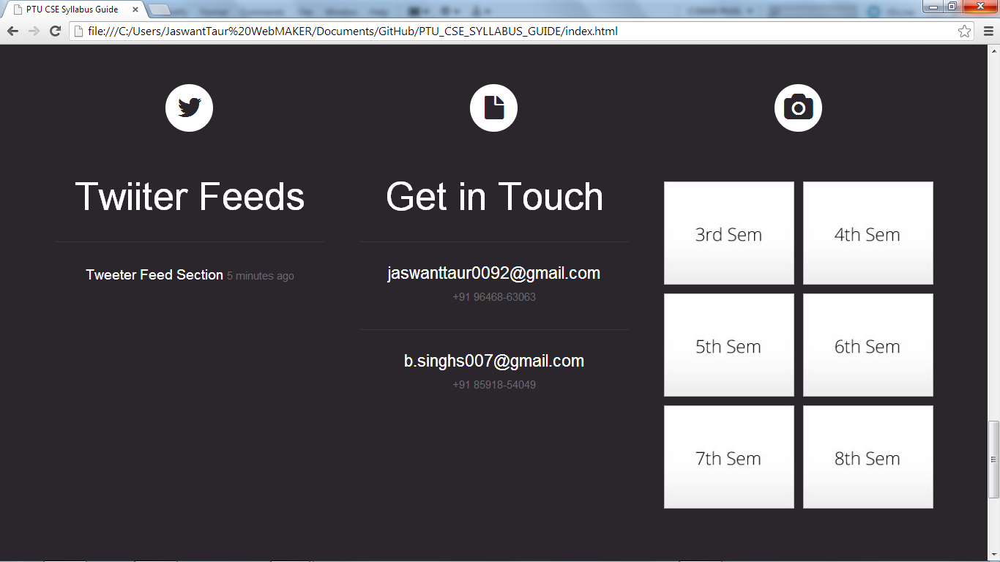 PTU CSE Syllabus Guide
file:///C:/Users/JaswantTaur%20WebMAKER/Documents/GitHub/PTU_CSE_SYLLABUS_GUIDE/index.html
Twiiter Feeds
Tweeter Feed Section 5 minutes ago
Get in Touch
jaswanttaur0092@gmail.com
+91 96468-63063
b.singhs007@gmail.com
+91 85918-54049
3rd Sem
4th Sem
5th Sem
6th Sem
7th Sem
8th Sem